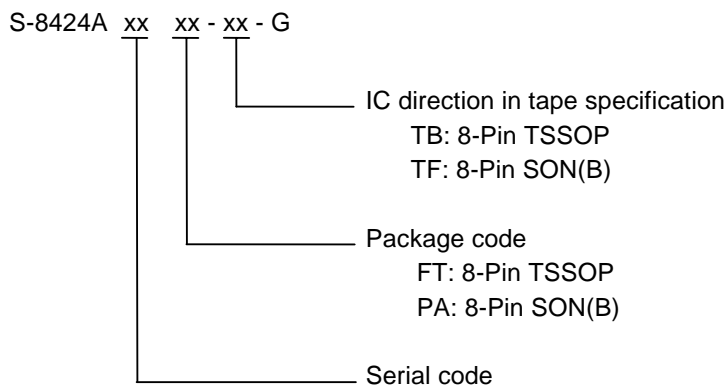 S-8424A xx xx - xx - G
IC direction in tape specification
TB: 8-Pin TSSOP
TF: 8-Pin SON(B)
Package code
FT: 8-Pin TSSOP
PA: 8-Pin SON(B)
Serial code